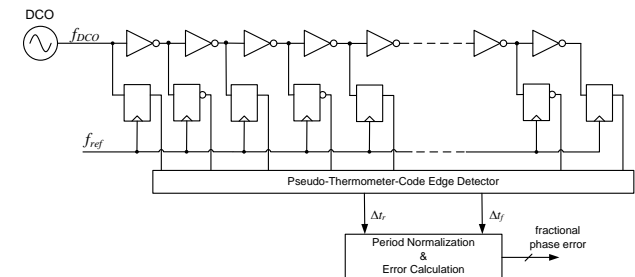 DCO
fDCO
fref
Pseudo-Thermometer-Code Edge Detector
Δtr
Δtf
Period Normalization
&
Error Calculation
fractional
phase error